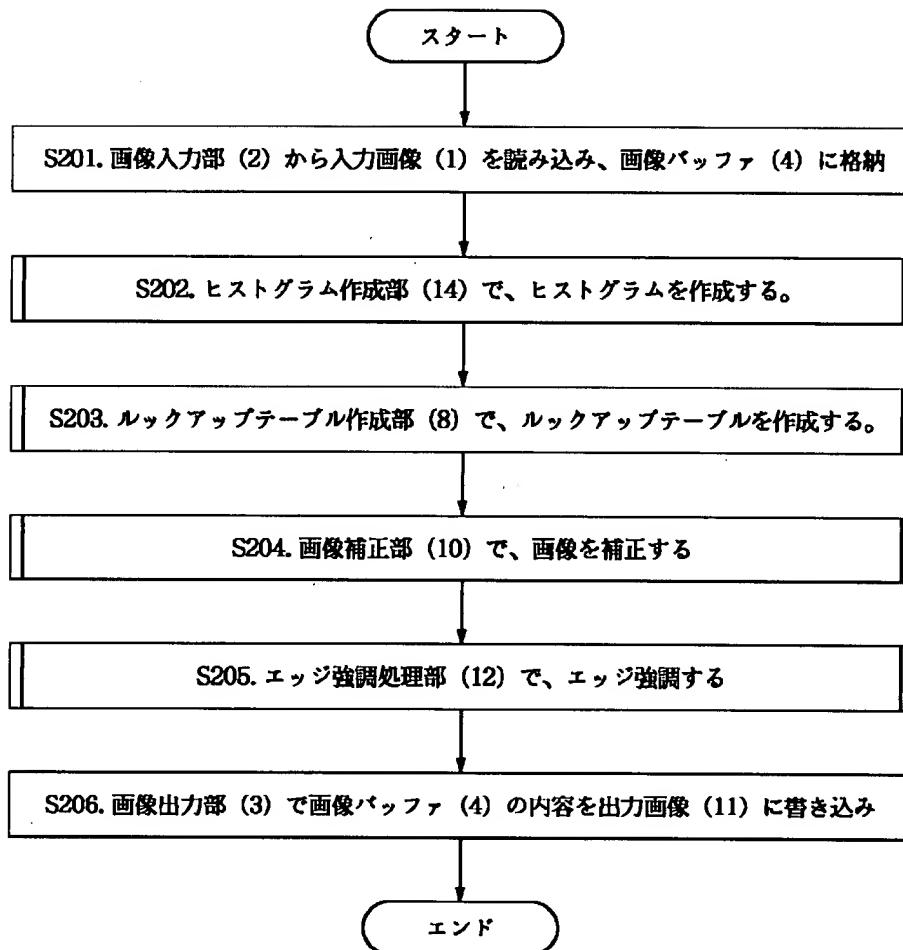 スタート
S201. 画像入力部 (2) から入力画像 (1) を読み込み、画像バッファ (4) に格納
S202. ヒストグラム作成部 (14) で、ヒストグラムを作成する。
S203. ルックアップテーブル作成部 (8) で、ルックアップテーブルを作成する。
S204. 画像補正部 (10) で、画像を補正する
S205. エッジ強調処理部 (12) で、エッジ強調する
S206. 画像出力部 (3) で画像バッファ (4) の内容を出力画像 (11) に書き込み
エンド